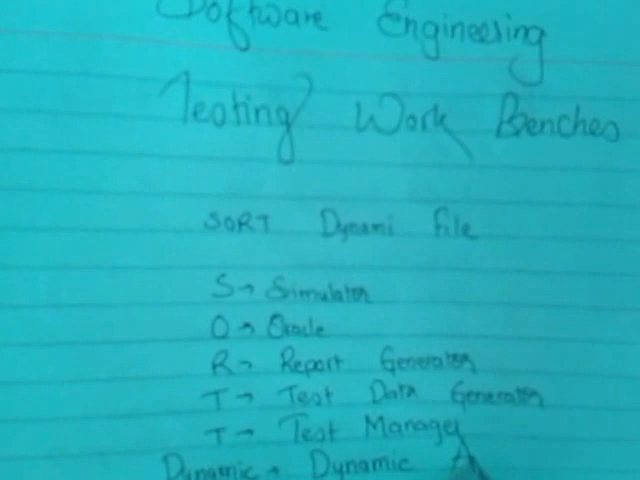 Software Engineering
Testing Work Benches
SORT Dynami File
S → Simulator
O → Oracle
R → Report Generator
T → Test Data Generator
T → Test Manager
Dynamic → Dynamic A